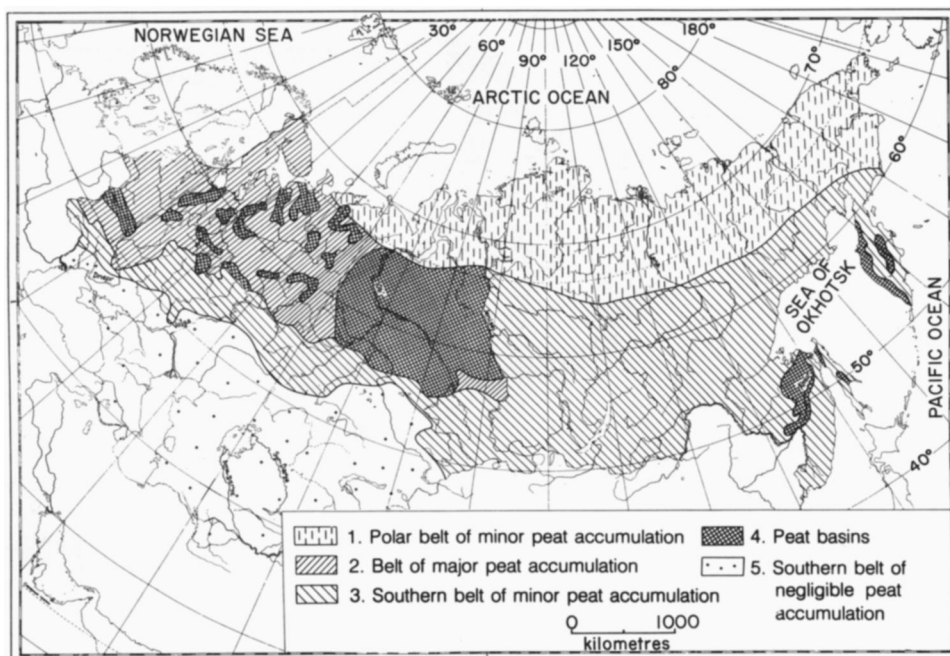 NORWEGIAN SEA
30°
60°
90°
120°
150°
180°
80°
70°
ARCTIC OCEAN
60°
SEA OF
OKHOTSK
50°
PACIFIC OCEAN
40°
1. Polar belt of minor peat accumulation
2. Belt of major peat accumulation
3. Southern belt of minor peat accumulation
4. Peat basins
5. Southern belt of
negligible peat
accumulation
0 1000
kilometres